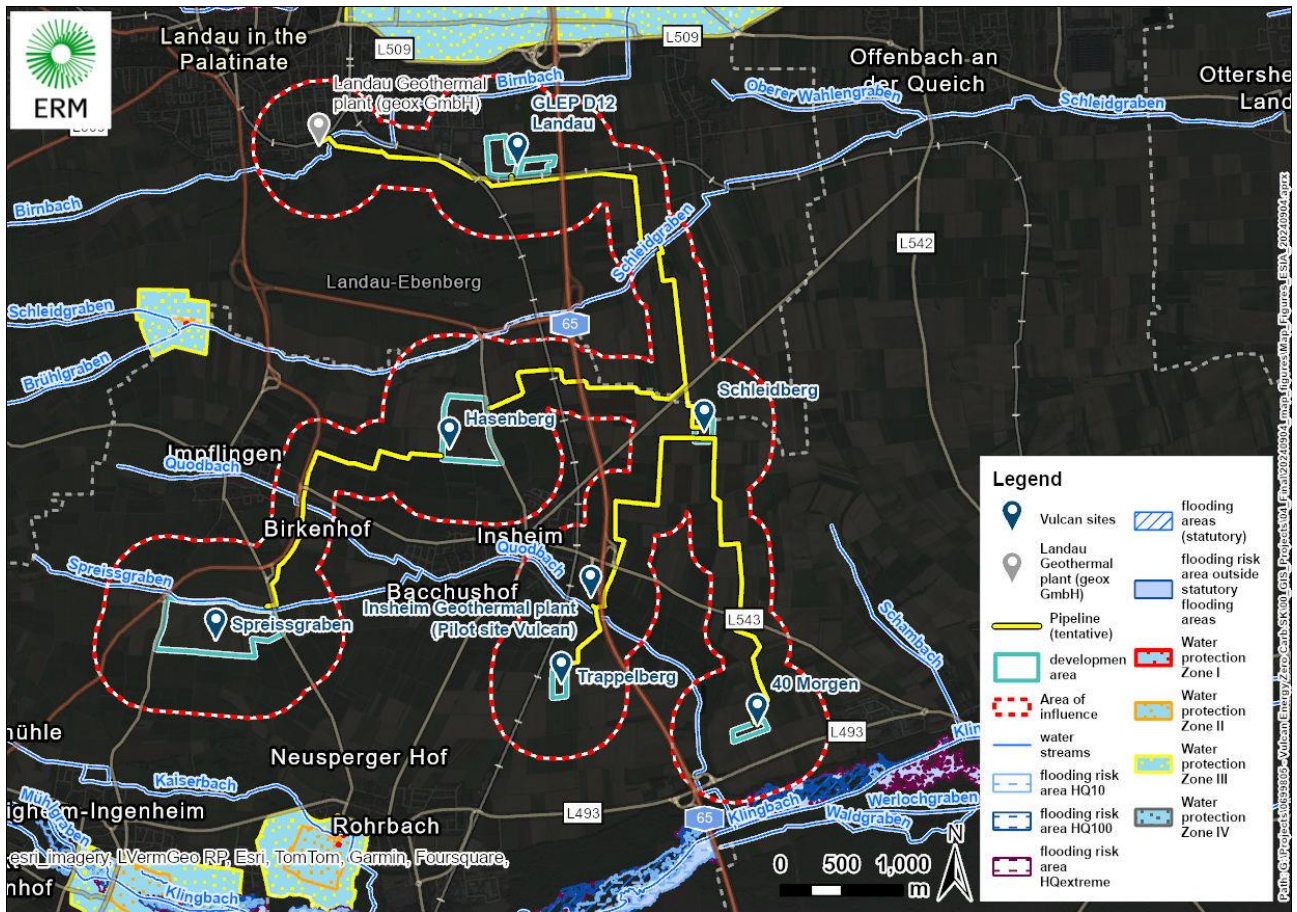 ERM
Landau in the
Palatinate
L509
L509
Offenbach an
der Queich
Birnbach
Landau Geothermal
plant (geox GmbH)
GLEP D12
Landau
Oberer Wahlengraben
Schleidgraben
Birnbach
Schleidgraben
L542
Landau-Ebenberg
Schleidgraben
65
Brühlgraben
Schleidberg
Hasenberg
Impflingen
Quodbach
Birkenhof
Insheim
Quodbach
Spreissgraben
Bacchushof
Insheim Geothermal plant
(Pilot site Vulcan)
Spreissgraben
L543
Schambach
Trappelberg
40 Morgen
L493
Neusperger Hof
Kaiserbach
L493
65
Klingbach
Werlochgraben
Waldgraben
Mühlgraben
Rohrbach
esri_imagery, LVermGeo RP, Esri, TomTom, Garmin, Foursquare,
Klingbach
N
0 500 1,000
m
Legend
Vulcan sites
Landau
Geothermal
plant (geox
GmbH)
Pipeline
(tentative)
developmen
area
Area of
influence
water
streams
flooding risk
area HQ10
flooding risk
area HQ100
flooding risk
area
HQextreme
flooding
areas
(statutory)
flooding risk
area outside
statutory
flooding
areas
Water
protection
Zone I
Water
protection
Zone II
Water
protection
Zone III
Water
protection
Zone IV